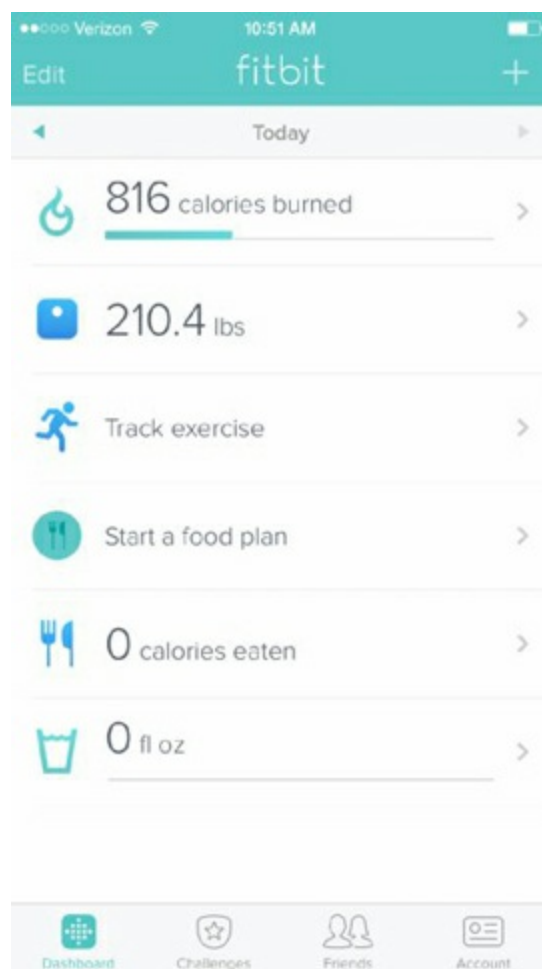 Verizon 10:51 AM
Edit fitbit +
Today
816 calories burned
210.4 lbs
Track exercise
Start a food plan
0 calories eaten
0 fl oz
Dashboard Challenges Friends Account